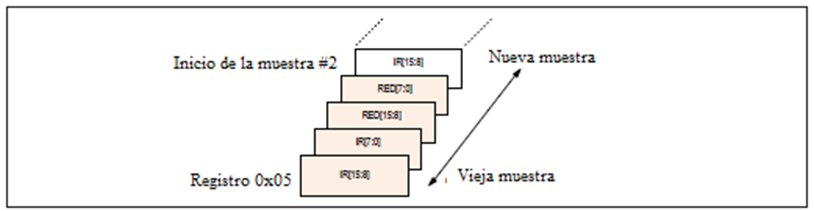 Inicio de la muestra #2
IR[15:8]
Nueva muestra
RED[7:0]
RED[15:8]
IR[7:0]
Registro 0x05
IR[15:8]
Vieja muestra